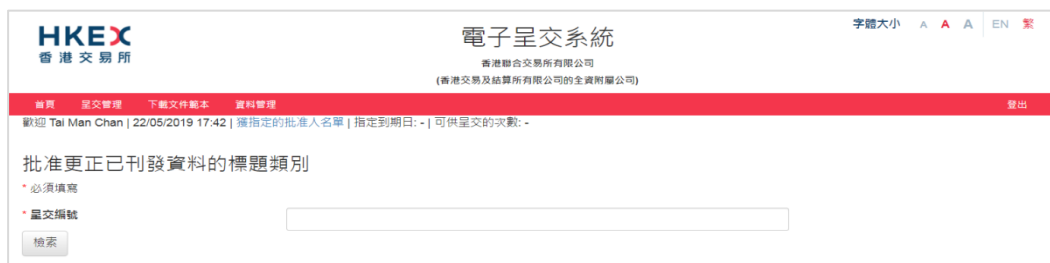 HKEX
香港交易所
電子呈交系統
香港聯合交易所有限公司
(香港交易及結算所有限公司的全資附屬公司)
字體大小 A A A EN 繁
首頁 呈交管理 下載文件範本 資料管理 登出
歡迎 Tai Man Chan | 22/05/2019 17:42 | 獲指定的批准人名單 | 指定到期日: - | 可供呈交的次數: -
批准更正已刊發資料的標題類別
* 必須填寫
* 呈交編號
檢索